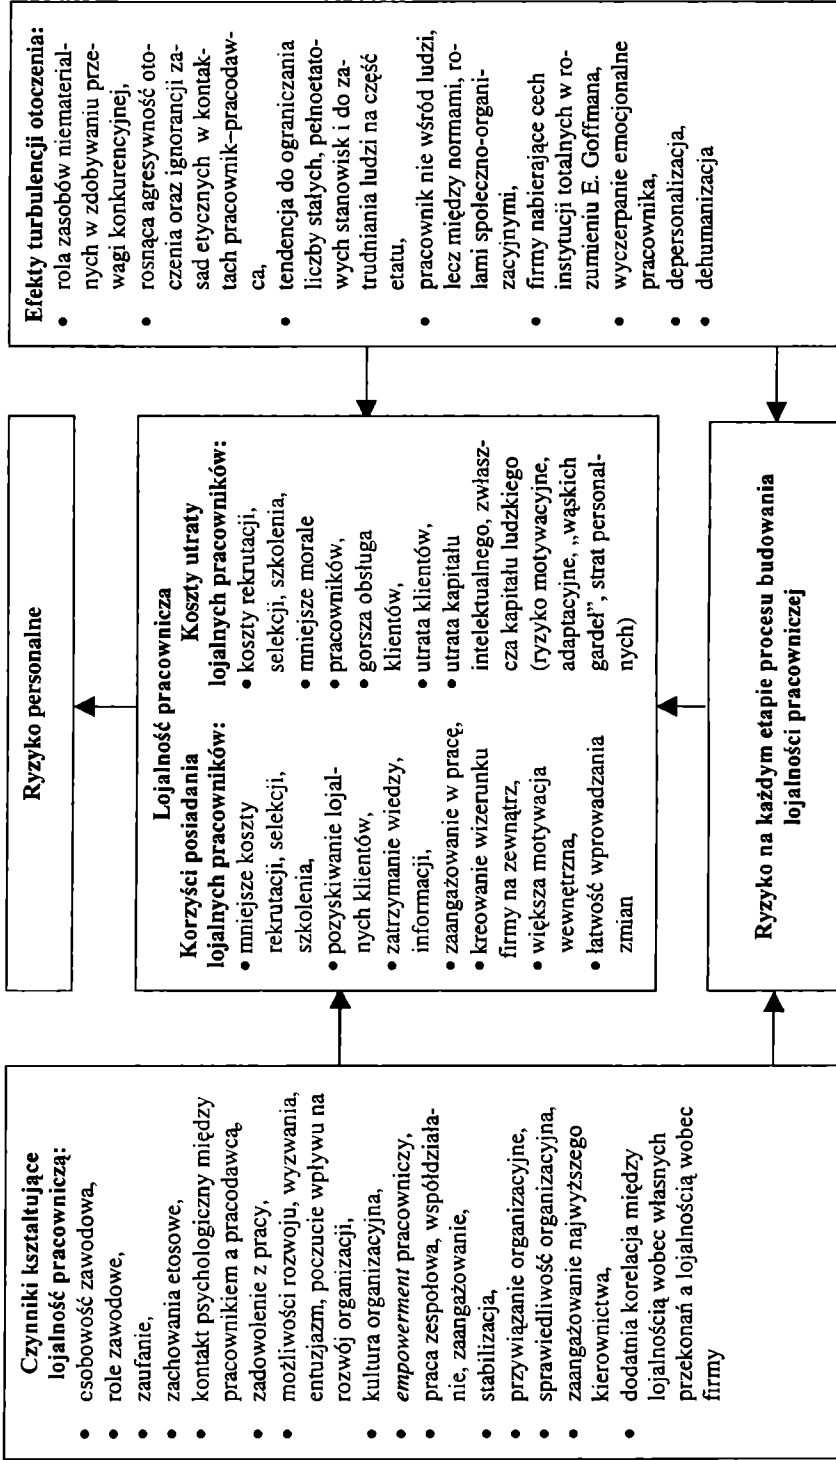 Czynniki kształtujące
lojalność pracowniczą:
• csobowość zawodowa,
• role zawodowe,
• zaufanie,
• zachowania etosowe,
• kontakt psychologiczny między
pracownikiem a pracodawcą,
• zadowolenie z pracy,
• możliwości rozwoju, wyzwania,
entuzjazm, poczucie wpływu na
rozwój organizacji,
• kultura organizacyjna,
• empowerment pracowniczy,
• praca zespołowa, współdziała-
nie, zaangażowanie,
• stabilizacja,
• przywiązanie organizacyjne,
• sprawiedliwość organizacyjna,
• zaangażowanie najwyższego
kierownictwa,
• dodatnia korelacja między
lojalnością wobec własnych
przekonań a lojalnością wobec
firmy
Ryzyko personalne
Lojalność pracownicza
Korzyści posiadania
lojalnych pracowników:
• mniejsze koszty
rekrutacji, selekcji,
szkolenia,
• pozyskiwanie lojal-
nych klientów,
• zatrzymanie wiedzy,
informacji,
• zaangażowanie w pracę,
• kreowanie wizerunku
firmy na zewnątrz,
• większa motywacja
wewnętrzna,
• łatwość wprowadzania
zmian
Koszty utraty
lojalnych pracowników:
• koszty rekrutacji,
selekcji, szkolenia,
• mniejsze morale
• pracowników,
• gorsza obsługa
klientów,
• utrata klientów,
• utrata kapitału
intelektualnego, zwłasz-
cza kapitału ludzkiego
(ryzyko motywacyjne,
adaptacyjne, „wąskich
gardeł”, strat personal-
nych)
Ryzyko na każdym etapie procesu budowania
lojalności pracowniczej
Efekty turbulencji otoczenia:
• rola zasobów niematerial-
nych w zdobywaniu prze-
wagi konkurencyjnej,
• rosnąca agresywność oto-
czenia oraz ignorancji za-
sad etycznych w kontak-
tach pracownik–pracodaw-
ca,
• tendencja do ograniczania
liczby stałych, pełnoetato-
wych stanowisk i do za-
trudniania ludzi na część
etatu,
• pracownik nie wśród ludzi,
lecz między normami, ro-
lami społeczno-organi-
zacyjnymi,
• firmy nabierające cech
instytucji totalnych w ro-
zumieniu E. Goffmana,
• wyczerpanie emocjonalne
pracownika,
• depersonalizacja,
• dehumanizacja